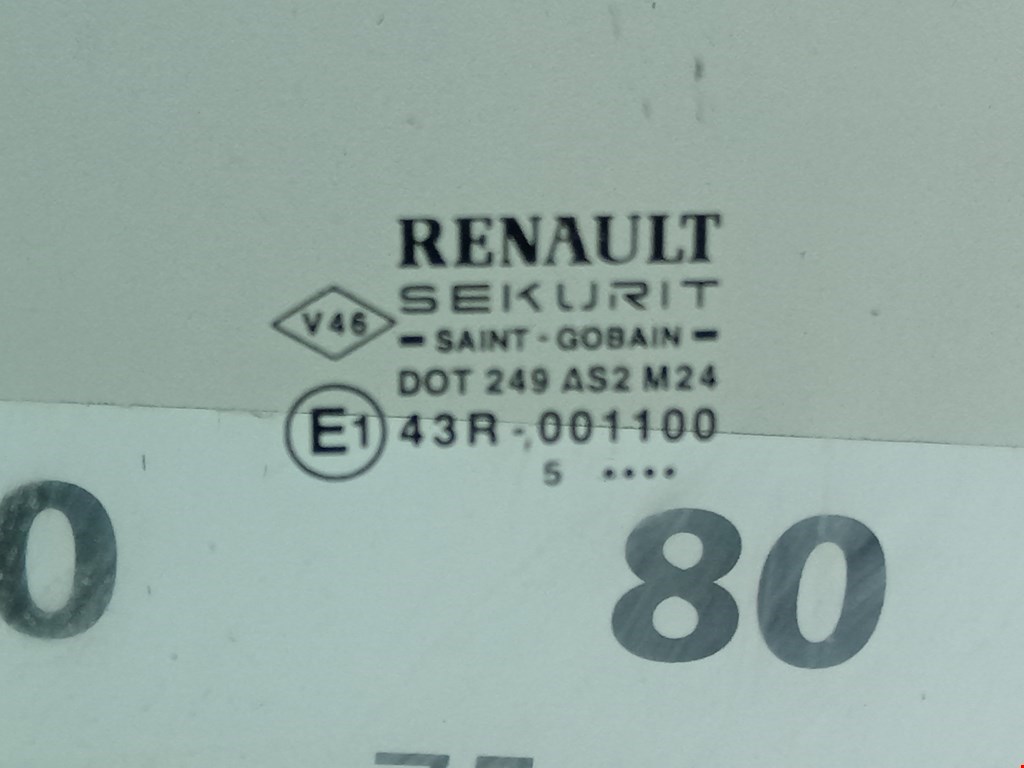 RENAULT
SEKURIT
V46
- SAINT - GOBAIN -
DOT 249 AS2 M24
E1 43R - 001100
5 ••••
0
80